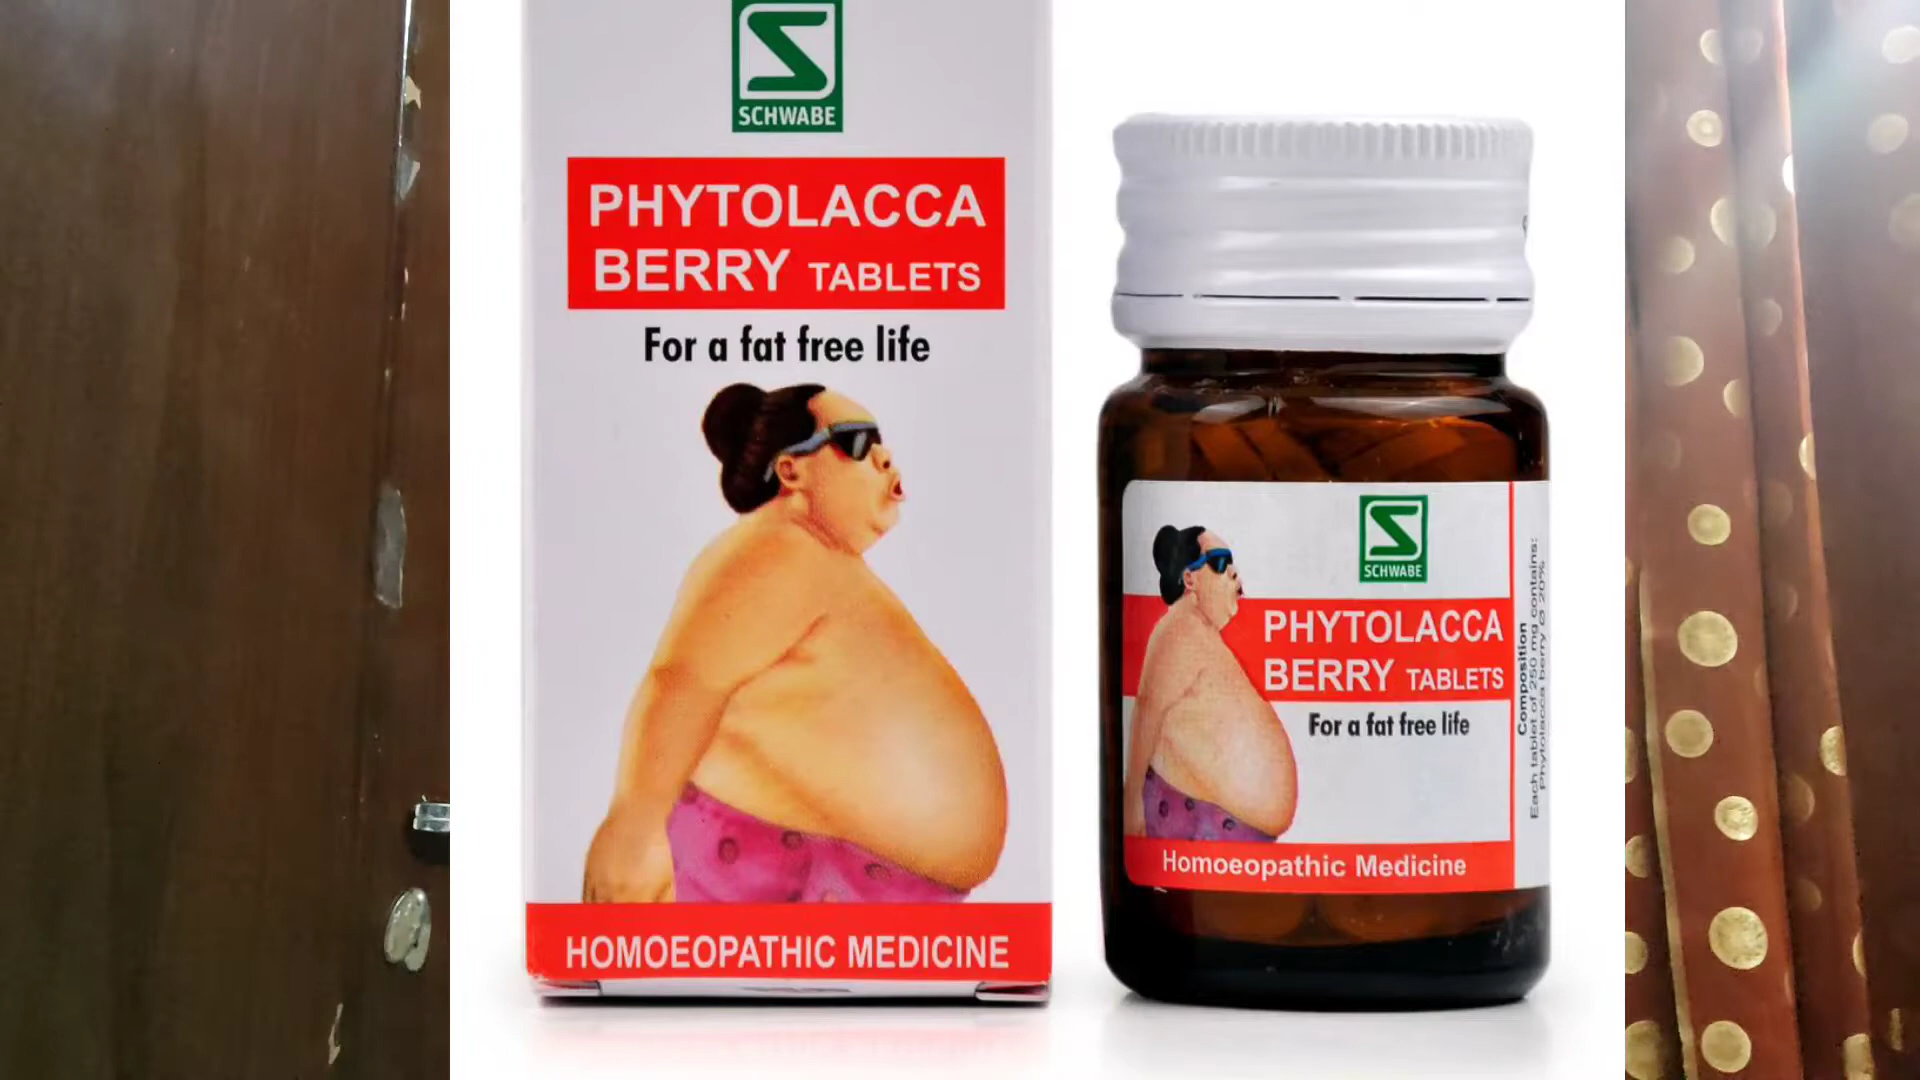 SCHWABE
PHYTOLACCA
BERRY TABLETS
For a fat free life
HOMOEOPATHIC MEDICINE
SCHWABE
PHYTOLACCA
BERRY TABLETS
For a fat free life
Homoeopathic Medicine
Composition
Each tablet of 250 mg contains:
Phytolacca berry Θ 20%